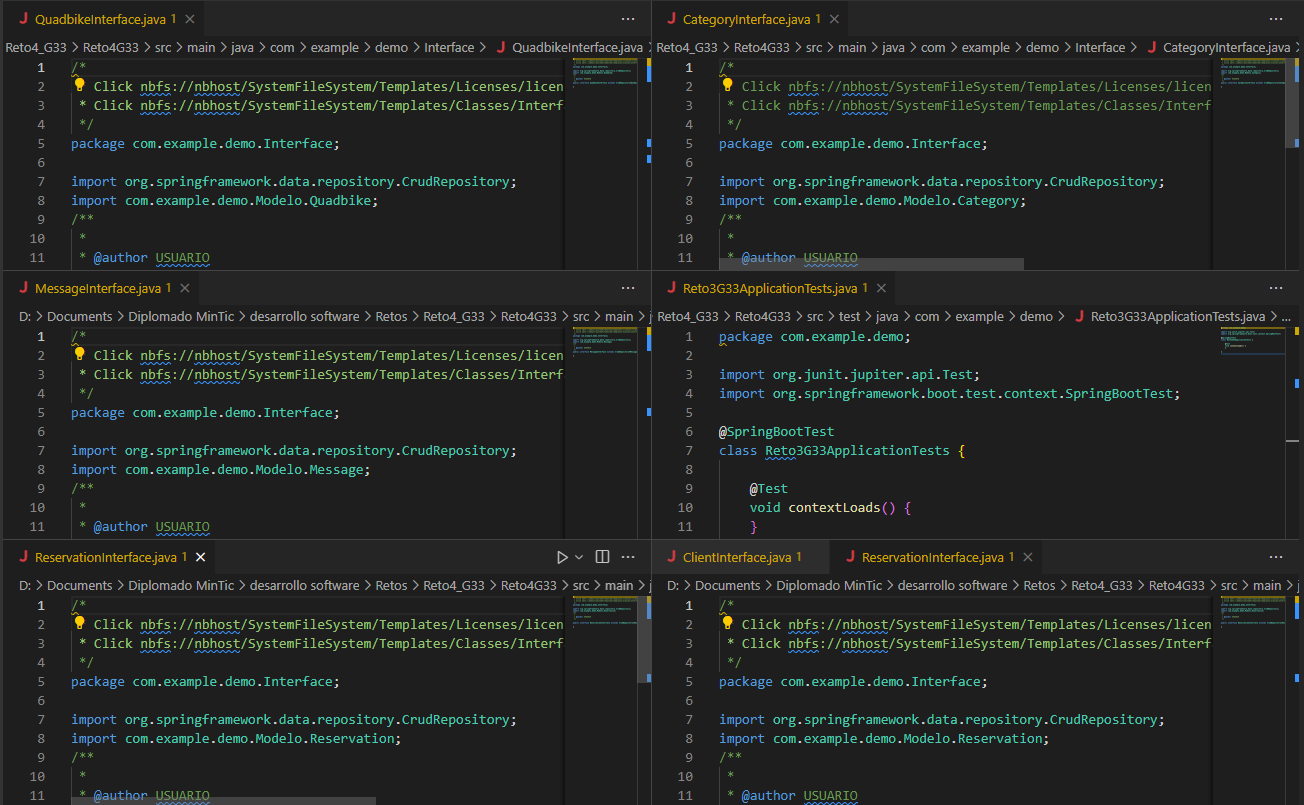 J QuadbikeInterface.java 1 ×
Reto4_G33 > Reto4G33 > src > main > java > com > example > demo > Interface > J QuadbikeInterface.java >
1 /*
2 Click nbfs://nbhost/SystemFileSystem/Templates/Licenses/licen
3 * Click nbfs://nbhost/SystemFileSystem/Templates/Classes/Interf
4 */
5 package com.example.demo.Interface;
6
7 import org.springframework.data.repository.CrudRepository;
8 import com.example.demo.Modelo.Quadbike;
9 /**
10 *
11 * @author USUARIO
J CategoryInterface.java 1 ×
Reto4_G33 > Reto4G33 > src > main > java > com > example > demo > Interface > J CategoryInterface.java >
1 /*
2 Click nbfs://nbhost/SystemFileSystem/Templates/Licenses/licen
3 * Click nbfs://nbhost/SystemFileSystem/Templates/Classes/Interf
4 */
5 package com.example.demo.Interface;
6
7 import org.springframework.data.repository.CrudRepository;
8 import com.example.demo.Modelo.Category;
9 /**
10 *
11 * @author USUARIO
J MessageInterface.java 1 ×
D: > Documents > Diplomado MinTic > desarrollo software > Retos > Reto4_G33 > Reto4G33 > src > main >
1 /*
2 Click nbfs://nbhost/SystemFileSystem/Templates/Licenses/licen
3 * Click nbfs://nbhost/SystemFileSystem/Templates/Classes/Interf
4 */
5 package com.example.demo.Interface;
6
7 import org.springframework.data.repository.CrudRepository;
8 import com.example.demo.Modelo.Message;
9 /**
10 *
11 * @author USUARIO
J Reto3G33ApplicationTests.java 1 ×
Reto4_G33 > Reto4G33 > src > test > java > com > example > demo > J Reto3G33ApplicationTests.java > ...
1 package com.example.demo;
2
3 import org.junit.jupiter.api.Test;
4 import org.springframework.boot.test.context.SpringBootTest;
5
6 @SpringBootTest
7 class Reto3G33ApplicationTests {
8
9 @Test
10 void contextLoads() {
11 }
J ReservationInterface.java 1 ×
D: > Documents > Diplomado MinTic > desarrollo software > Retos > Reto4_G33 > Reto4G33 > src > main >
1 /*
2 Click nbfs://nbhost/SystemFileSystem/Templates/Licenses/licen
3 * Click nbfs://nbhost/SystemFileSystem/Templates/Classes/Interf
4 */
5 package com.example.demo.Interface;
6
7 import org.springframework.data.repository.CrudRepository;
8 import com.example.demo.Modelo.Reservation;
9 /**
10 *
11 * @author USUARIO
J ClientInterface.java 1 J ReservationInterface.java 1 ×
D: > Documents > Diplomado MinTic > desarrollo software > Retos > Reto4_G33 > Reto4G33 > src > main >
1 /*
2 Click nbfs://nbhost/SystemFileSystem/Templates/Licenses/licen
3 * Click nbfs://nbhost/SystemFileSystem/Templates/Classes/Interf
4 */
5 package com.example.demo.Interface;
6
7 import org.springframework.data.repository.CrudRepository;
8 import com.example.demo.Modelo.Reservation;
9 /**
10 *
11 * @author USUARIO